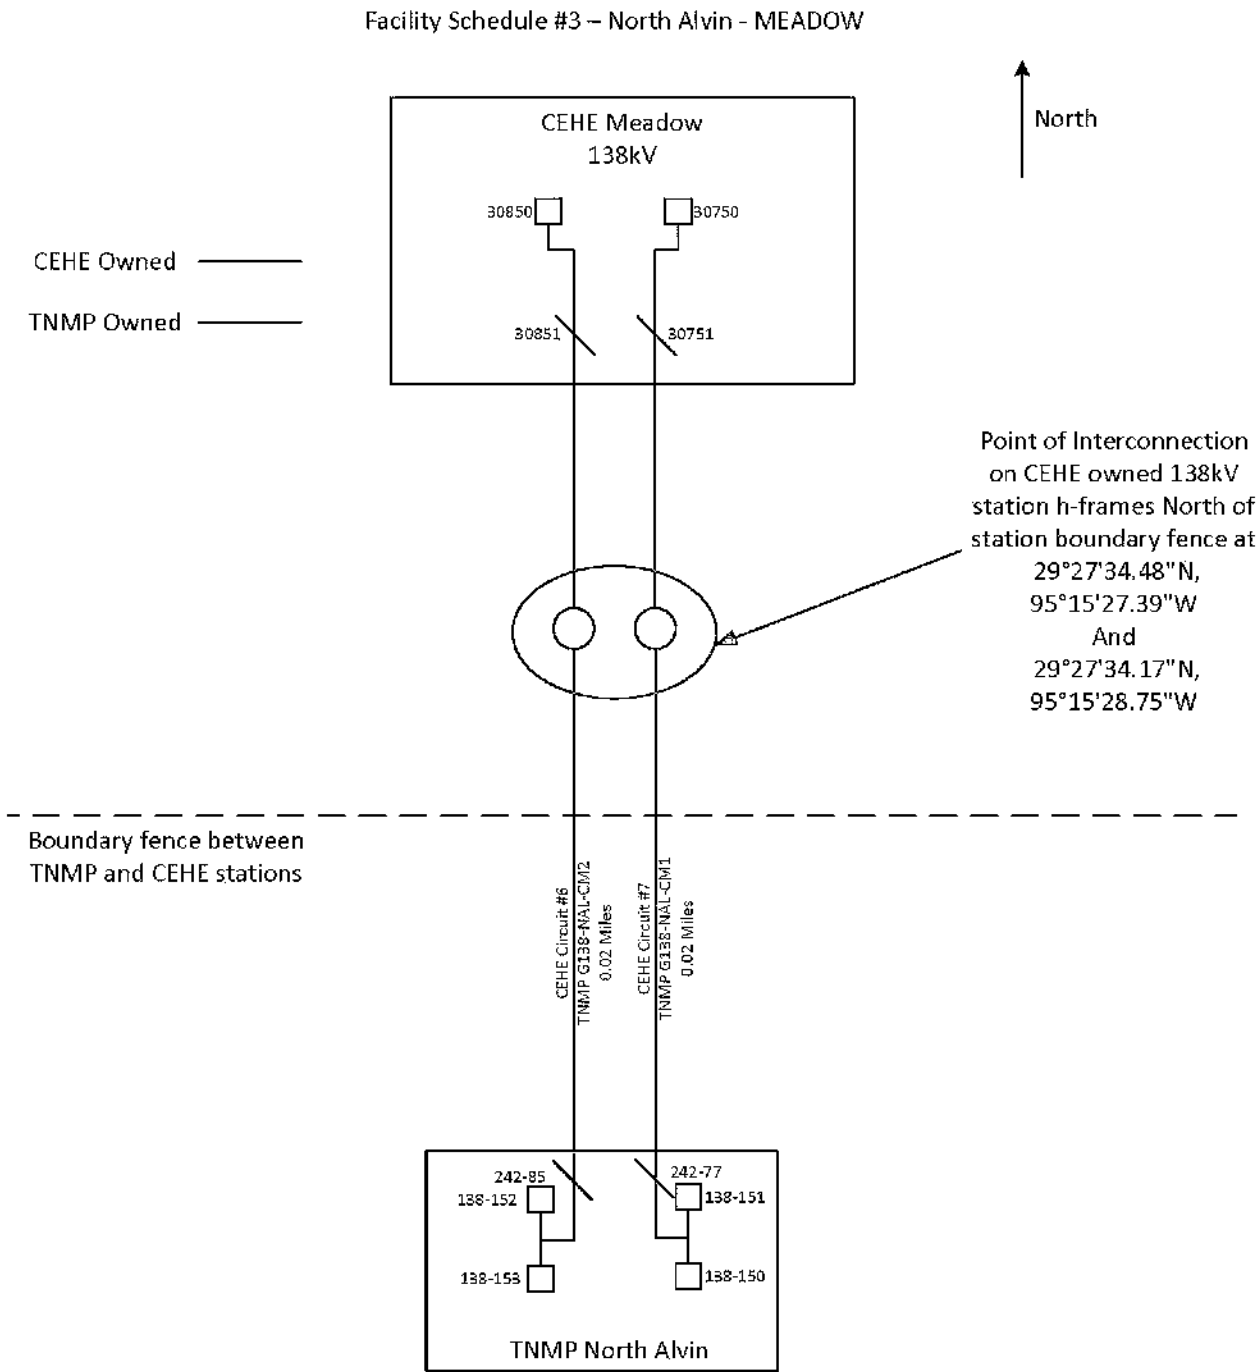 Facility Schedule #3 – North Alvin - MEADOW
North
CEHE Meadow
138kV
30850
30750
CEHE Owned
TNMP Owned
30851
30751
Point of Interconnection
on CEHE owned 138kV
station h-frames North of
station boundary fence at
29°27'34.48"N,
95°15'27.39"W
And
29°27'34.17"N,
95°15'28.75"W
Boundary fence between
TNMP and CEHE stations
CEHE Circuit #6
TNMP G138-NAL-CM2
0.02 Miles
CEHE Circuit #7
TNMP G138-NAL-CM1
0.02 Miles
242-85
242-77
138-152
138-151
138-153
138-150
TNMP North Alvin